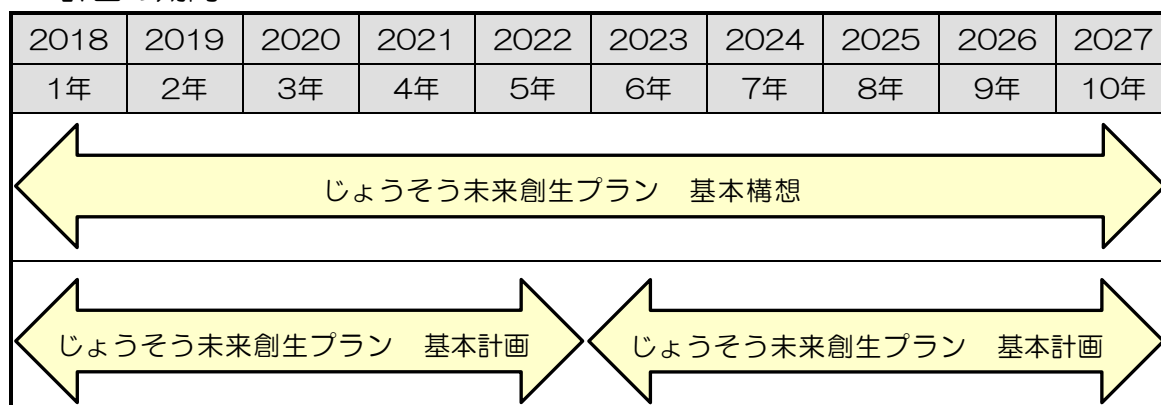 2018 2019 2020 2021 2022 2023 2024 2025 2026 2027
1年 2年 3年 4年 5年 6年 7年 8年 9年 10年
じょうそう未来創生プラン　基本構想
じょうそう未来創生プラン　基本計画 じょうそう未来創生プラン　基本計画